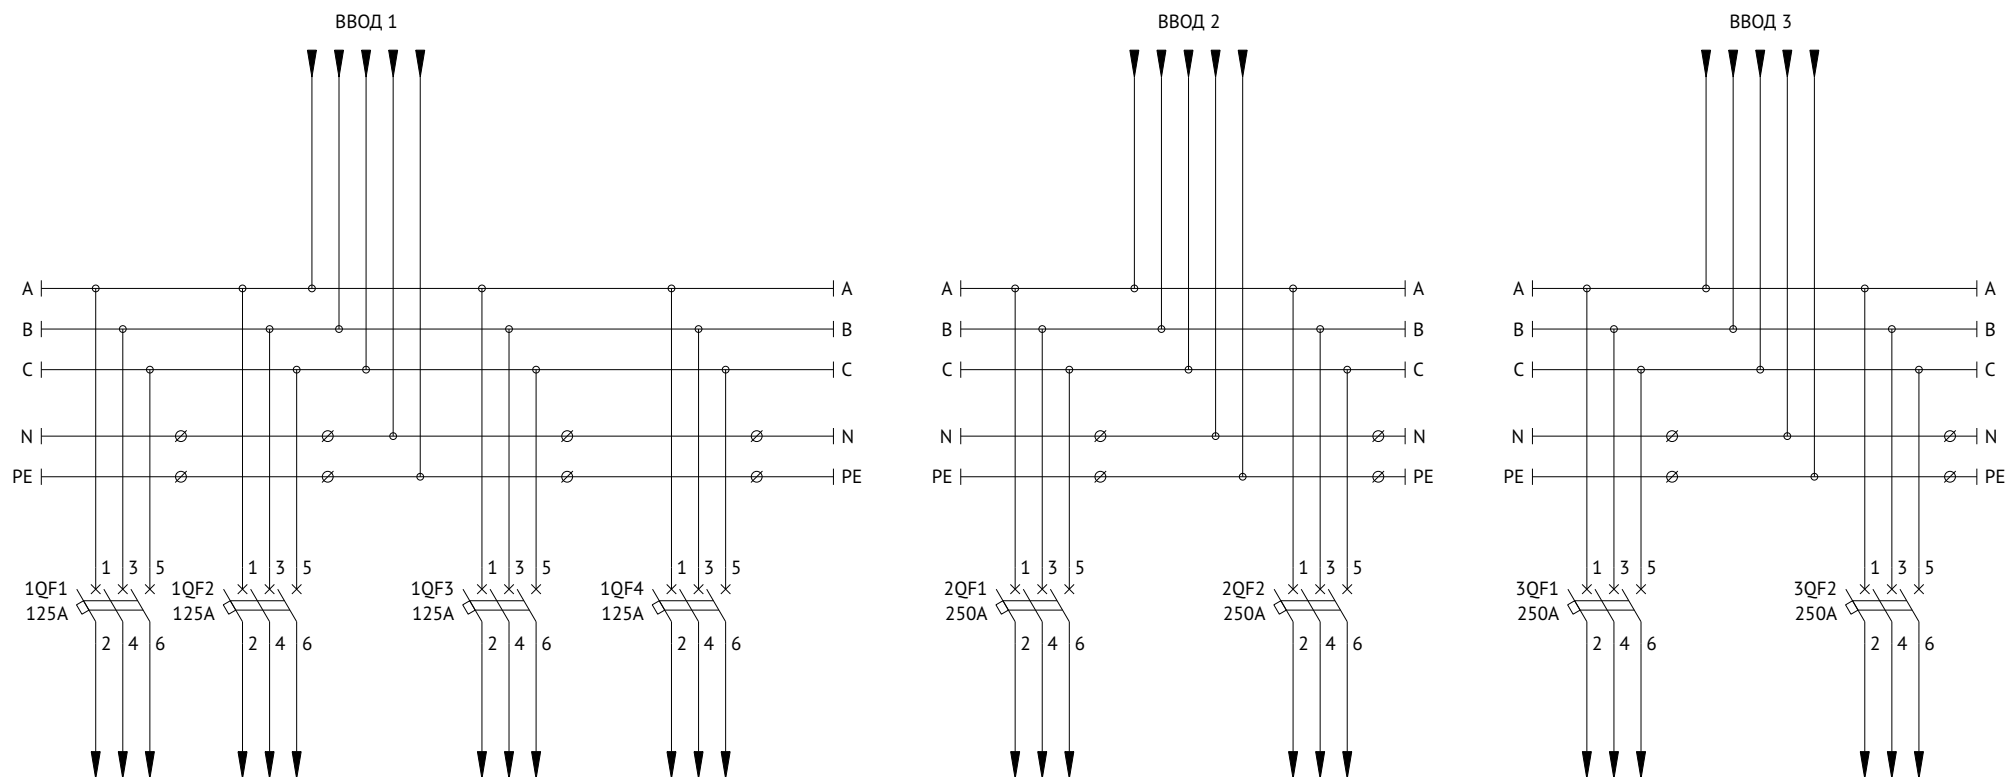 ВВОД 1 ВВОД 2 ВВОД 3
A A A A A A
B B B B B B
C C C C C C
N N N N N N
PE PE PE PE PE PE
1 3 5 1 3 5 1 3 5 1 3 5 1 3 5 1 3 5 1 3 5 1 3 5
1QF1 1QF2 1QF3 1QF4 2QF1 2QF2 3QF1 3QF2
125A 125A 125A 125A 250A 250A 250A 250A
2 4 6 2 4 6 2 4 6 2 4 6 2 4 6 2 4 6 2 4 6 2 4 6